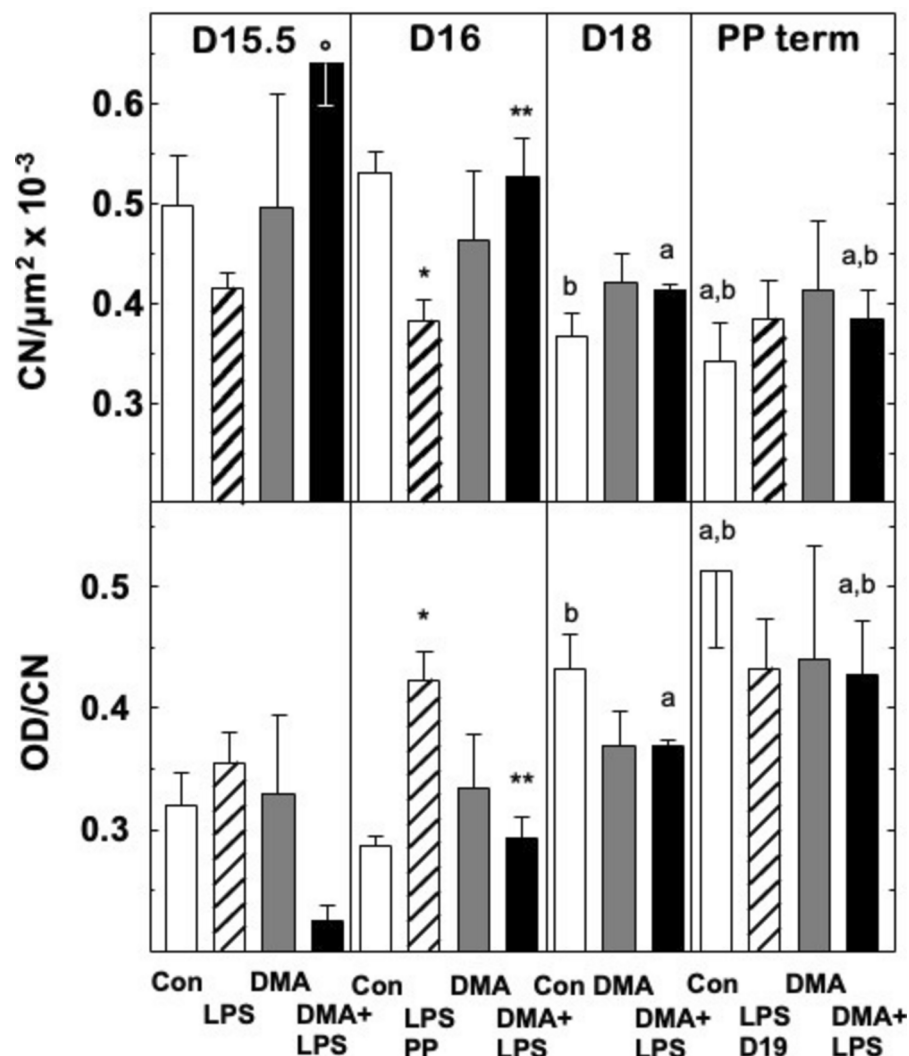 D15.5 D16 D18 PP term
CN/µm² x 10⁻³
0.6
0.5
0.4
0.3
°
*
**
b
a
a,b
a,b
OD/CN
0.5
0.4
0.3
*
**
b
a
a,b
a,b
Con DMA Con DMA Con DMA Con DMA
LPS DMA+ LPS DMA+ DMA+ LPS DMA+
LPS PP LPS LPS D19 LPS